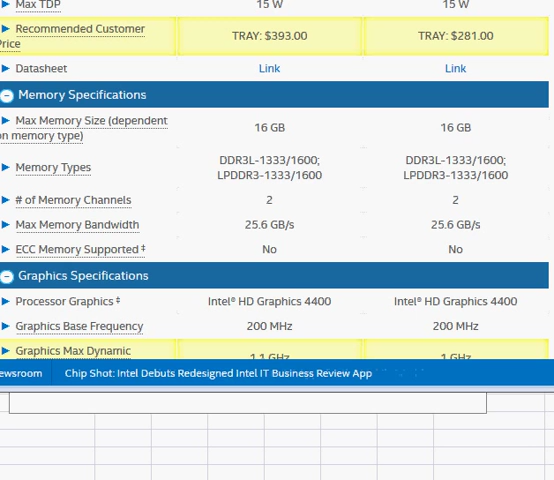 Max TDP 15 W 15 W
Recommended Customer
Price TRAY: $393.00 TRAY: $281.00
Datasheet Link Link
Memory Specifications
Max Memory Size (dependent
on memory type) 16 GB 16 GB
Memory Types DDR3L-1333/1600; DDR3L-1333/1600;
LPDDR3-1333/1600 LPDDR3-1333/1600
# of Memory Channels 2 2
Max Memory Bandwidth 25.6 GB/s 25.6 GB/s
ECC Memory Supported ‡ No No
Graphics Specifications
Processor Graphics ‡ Intel® HD Graphics 4400 Intel® HD Graphics 4400
Graphics Base Frequency 200 MHz 200 MHz
Graphics Max Dynamic 1.1 GHz 1 GHz
ewsroom Chip Shot: Intel Debuts Redesigned Intel IT Business Review App